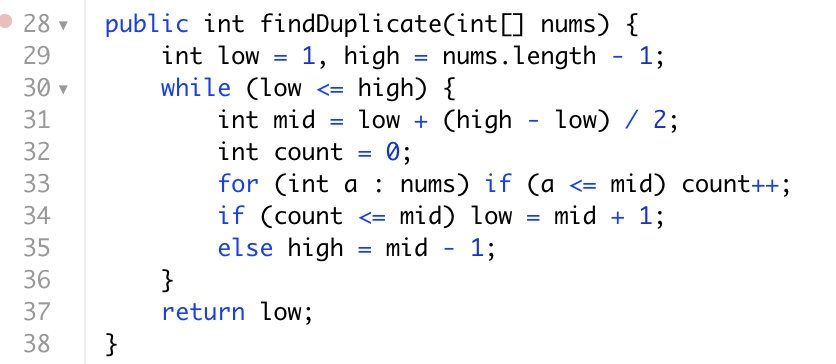 28 public int findDuplicate(int[] nums) {
29     int low = 1, high = nums.length - 1;
30     while (low <= high) {
31         int mid = low + (high - low) / 2;
32         int count = 0;
33         for (int a : nums) if (a <= mid) count++;
34         if (count <= mid) low = mid + 1;
35         else high = mid - 1;
36     }
37     return low;
38 }